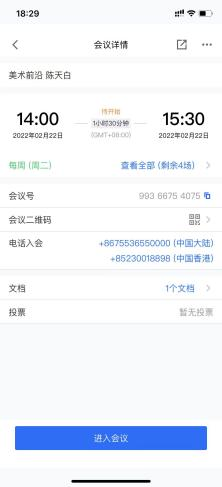 18:29
会议详情
美术前沿 陈天白
待开始
14:00 1小时30分钟 15:30
2022年02月22日 (GMT+08:00) 2022年02月22日
每周 (周二) 查看全部 (剩余4场)
会议号 993 6675 4075
会议二维码
电话入会 +8675536550000 (中国大陆)
+85230018898 (中国香港)
文档 1个文档
投票 暂无投票
进入会议